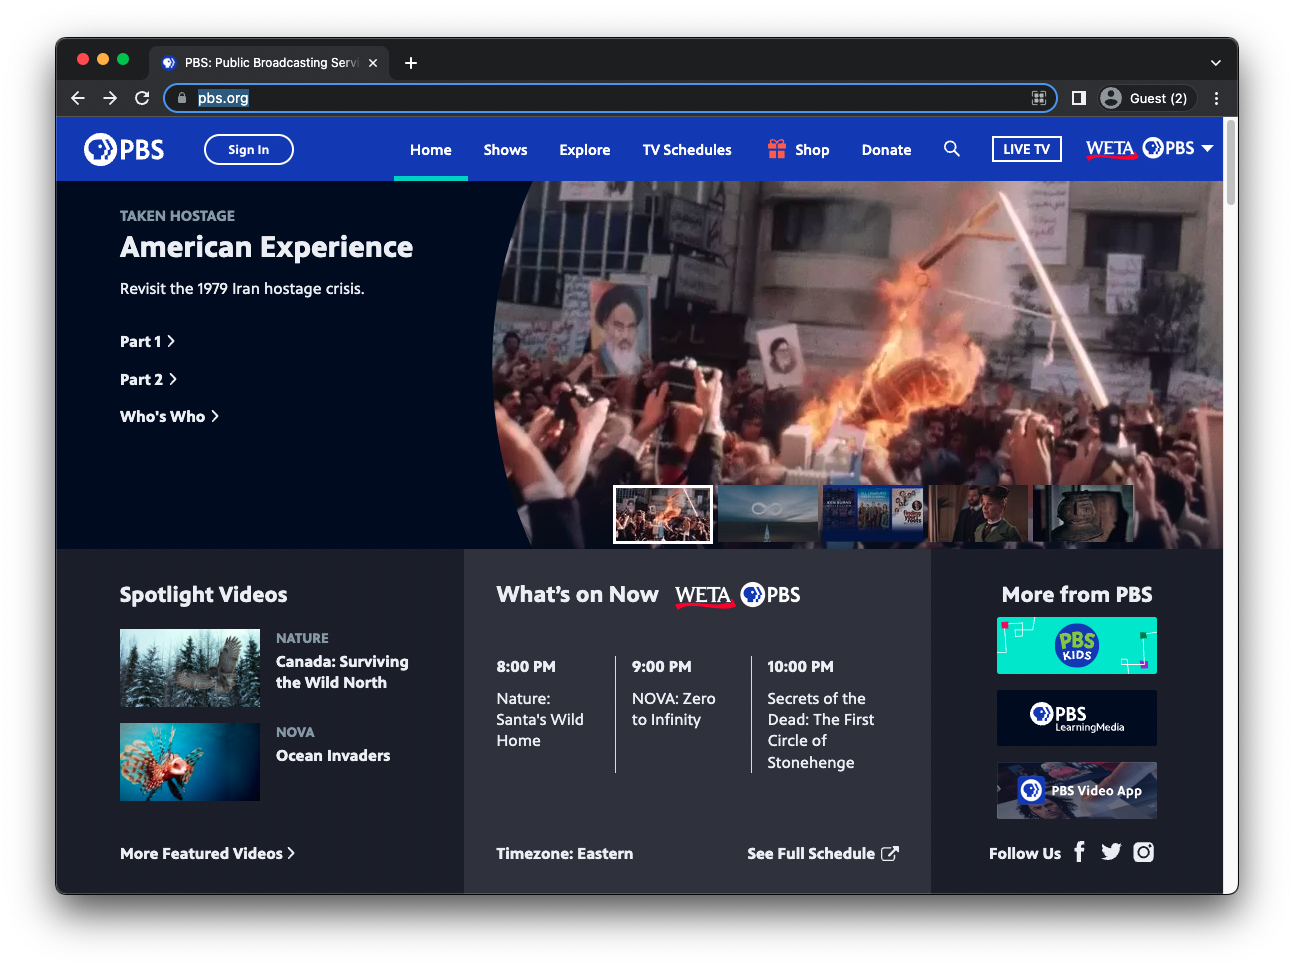 PBS: Public Broadcasting Servi
pbs.org
Guest (2)
PBS
Sign In
Home
Shows
Explore
TV Schedules
Shop
Donate
LIVE TV
WETA PBS
TAKEN HOSTAGE
American Experience
Revisit the 1979 Iran hostage crisis.
Part 1
Part 2
Who's Who
Spotlight Videos
NATURE
Canada: Surviving
the Wild North
NOVA
Ocean Invaders
More Featured Videos
What’s on Now WETA PBS
8:00 PM
Nature:
Santa's Wild
Home
9:00 PM
NOVA: Zero
to Infinity
10:00 PM
Secrets of the
Dead: The First
Circle of
Stonehenge
Timezone: Eastern
See Full Schedule
More from PBS
PBS
KIDS
PBS
LearningMedia
PBS Video App
Follow Us